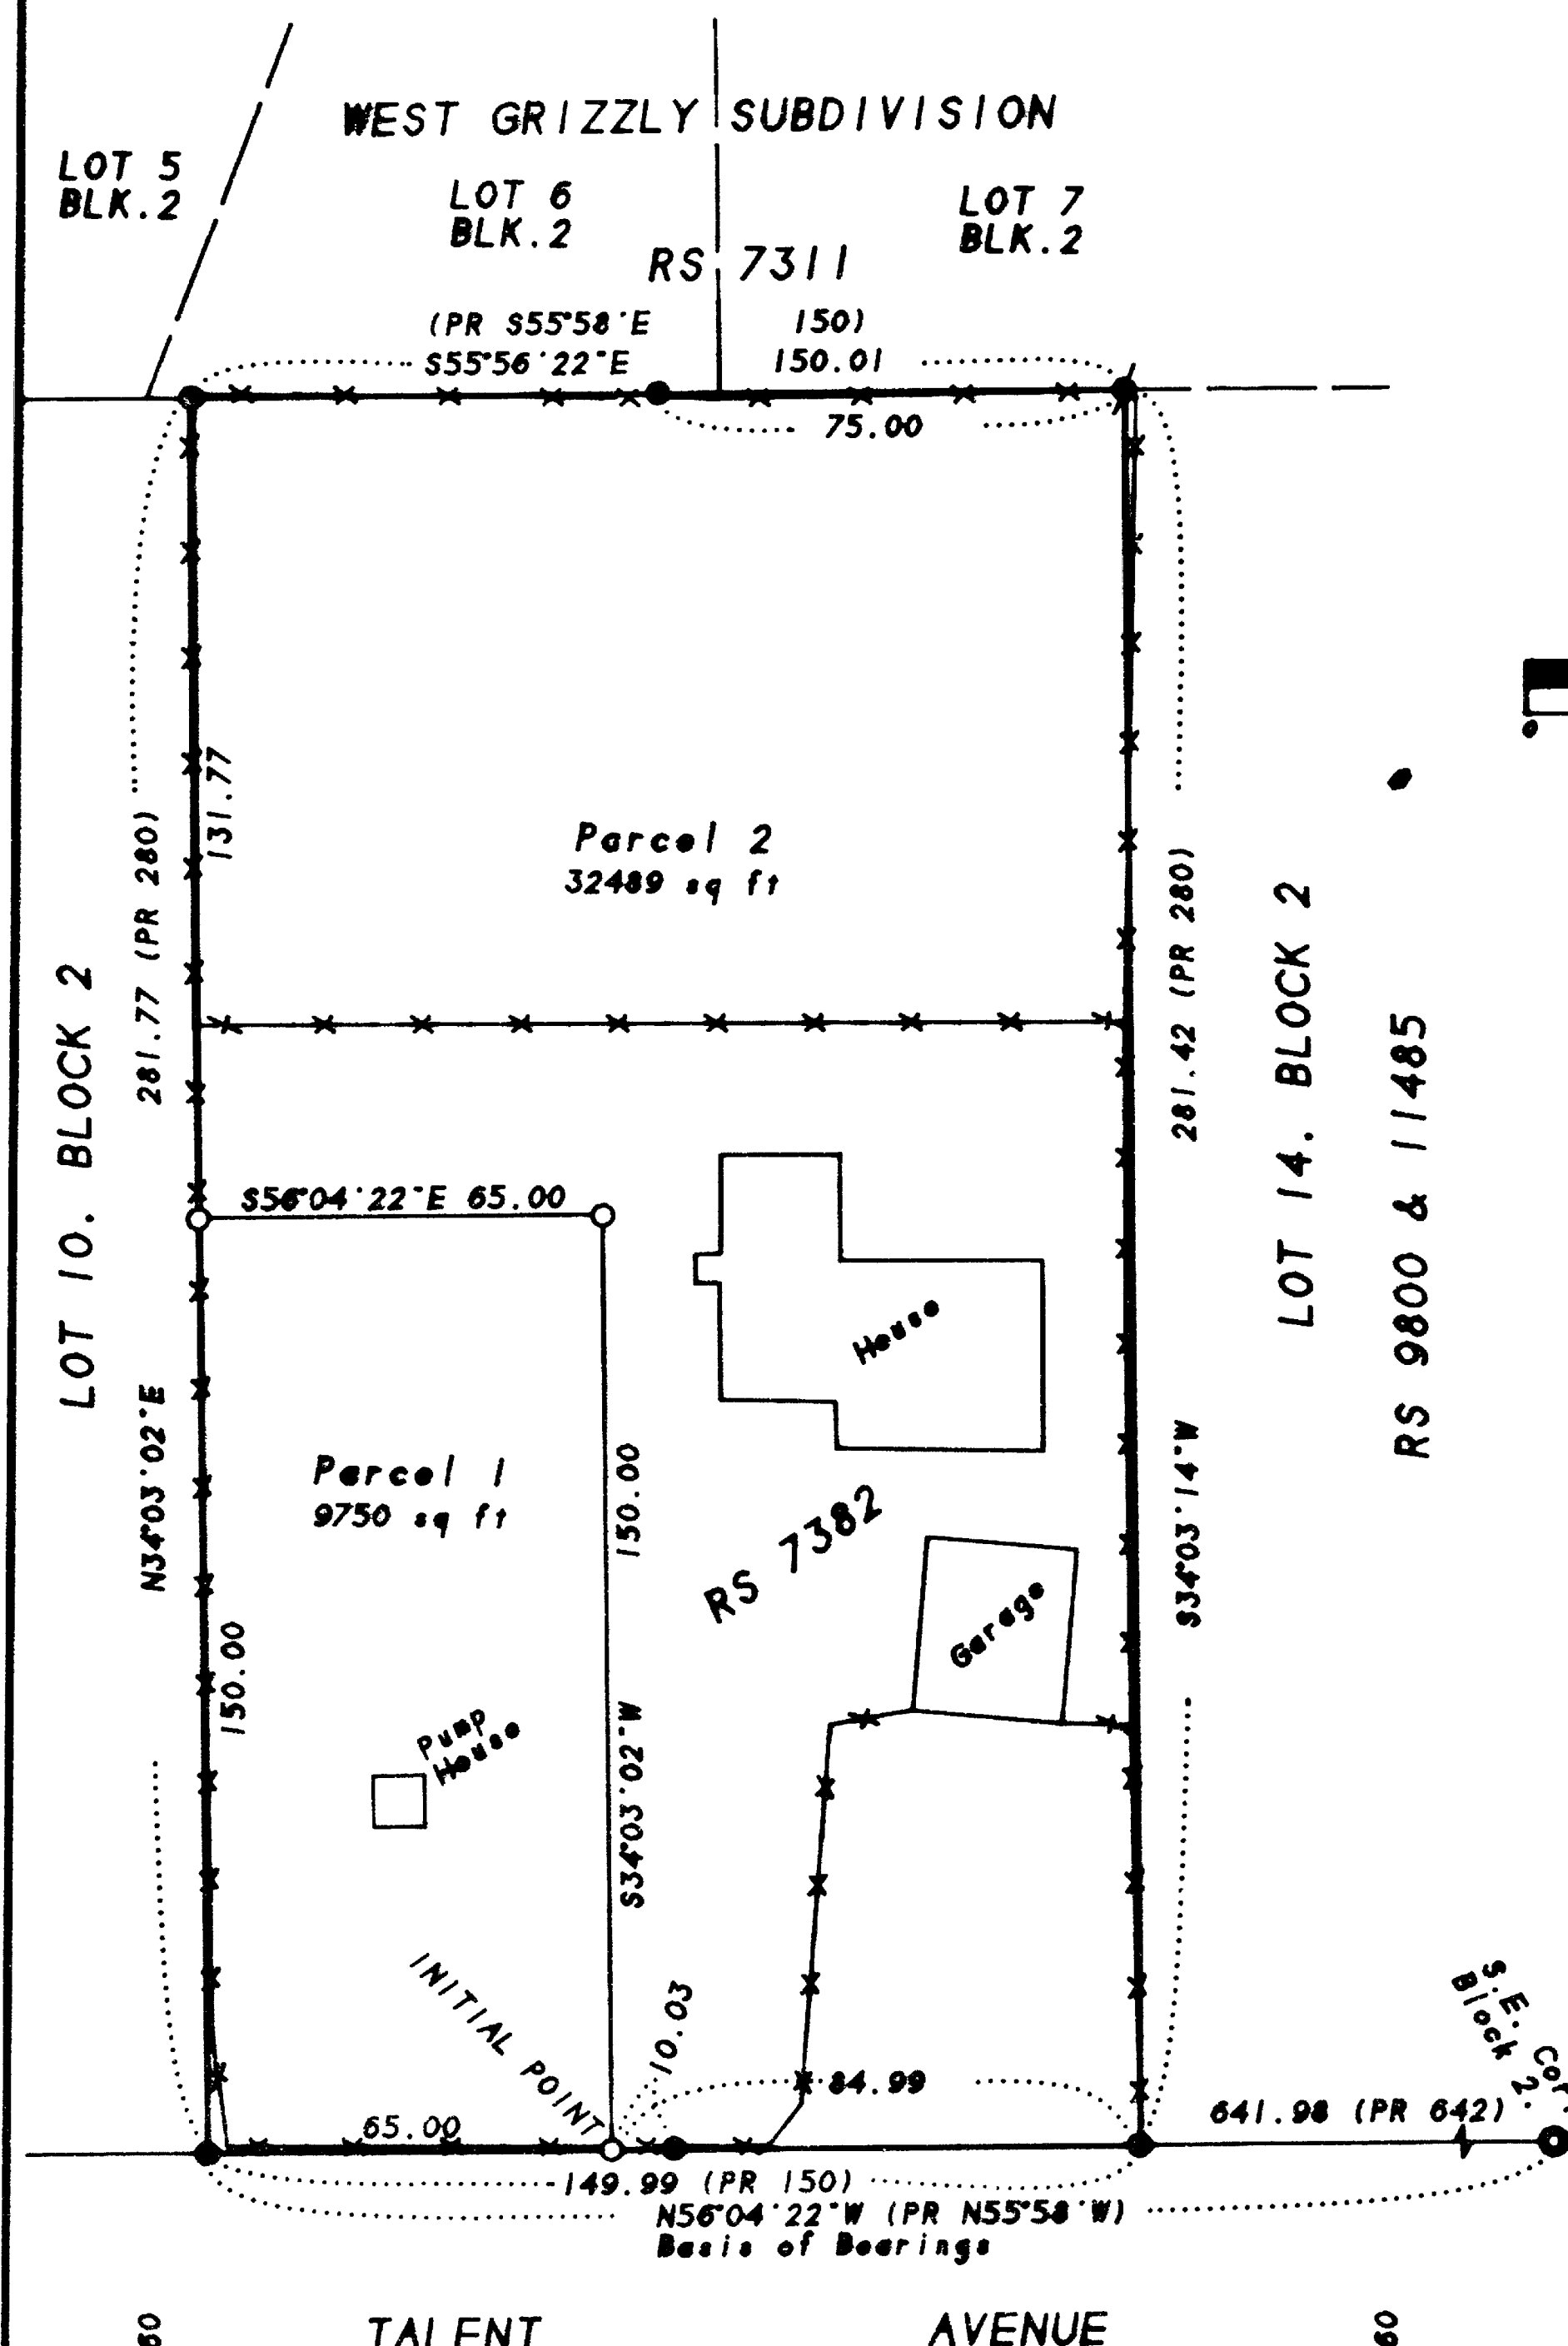 WEST GRIZZLY SUBDIVISION
LOT 5
BLK.2
LOT 6
BLK.2
LOT 7
BLK.2
RS 7311
(PR S55°58'E 150)
S55°56'22"E 150.01
75.00
131.77
281.77 (PR 280)
Parcel 2
32489 sq ft
281.42 (PR 280)
LOT 10. BLOCK 2
LOT 14. BLOCK 2
RS 9800 & 11485
S56°04'22"E 65.00
House
N34°03'02"E
Parcel 1
9750 sq ft
150.00
RS 7382
S34°03'14"W
Garage
150.00
Pump
House
S34°03'02"W
INITIAL POINT
10.03
84.99
65.00
S.E. Cor.
Block 2.
641.98 (PR 642)
149.99 (PR 150)
N56°04'22"W (PR N55°58'W)
Basis of Bearings
TALENT AVENUE